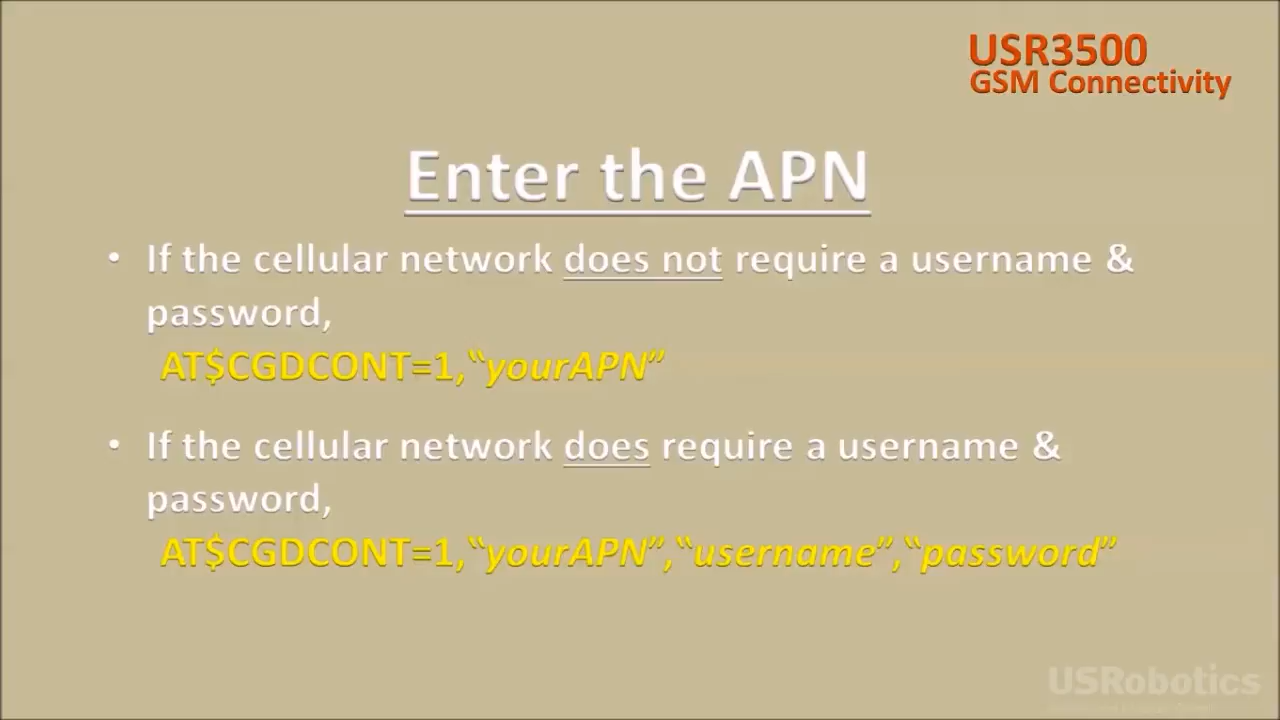 USR3500
GSM Connectivity
Enter the APN
• If the cellular network does not require a username &
password,
AT$CGDCONT=1,“yourAPN”
• If the cellular network does require a username &
password,
AT$CGDCONT=1,“yourAPN”,“username”,“password”
USRobotics